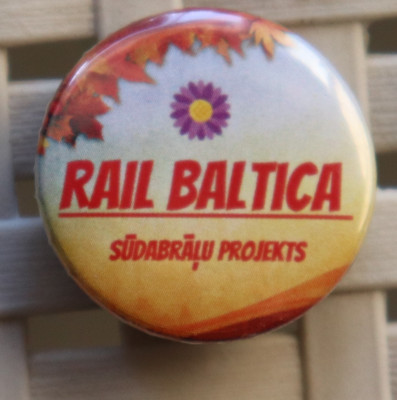 RAIL BALTICA
SŪDABRĀĻU PROJEKTS